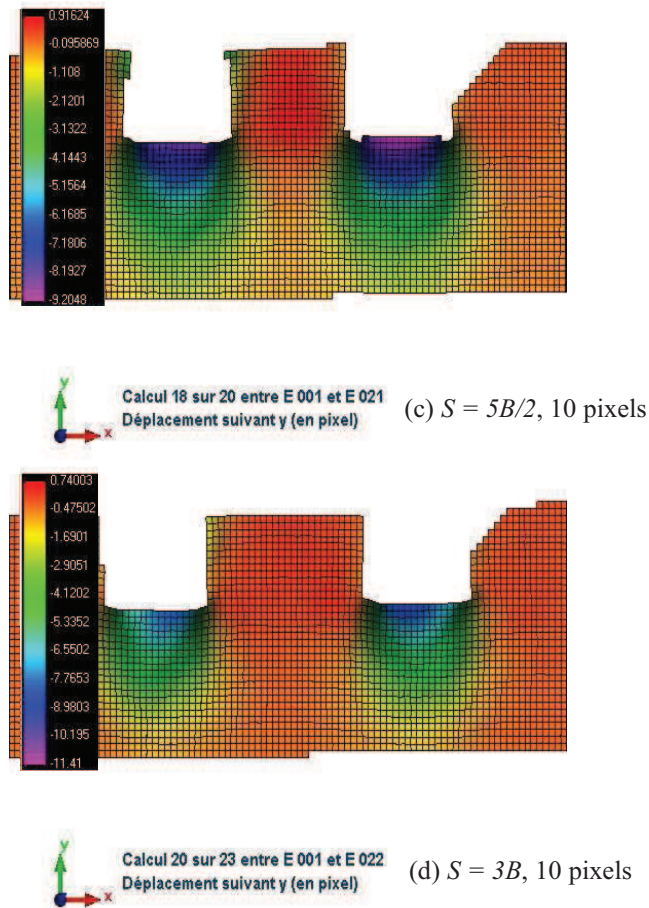 0.91624
-0.095869
-1.108
-2.1201
-3.1322
-4.1443
-5.1564
-6.1685
-7.1806
-8.1927
-9.2048
y
x
Calcul 18 sur 20 entre E 001 et E 021
Déplacement suivant y (en pixel)
(c) S = 5B/2, 10 pixels
0.74003
-0.47502
-1.6901
-2.9051
-4.1202
-5.3352
-6.5502
-7.7653
-8.9803
-10.195
-11.41
y
x
Calcul 20 sur 23 entre E 001 et E 022
Déplacement suivant y (en pixel)
(d) S = 3B, 10 pixels